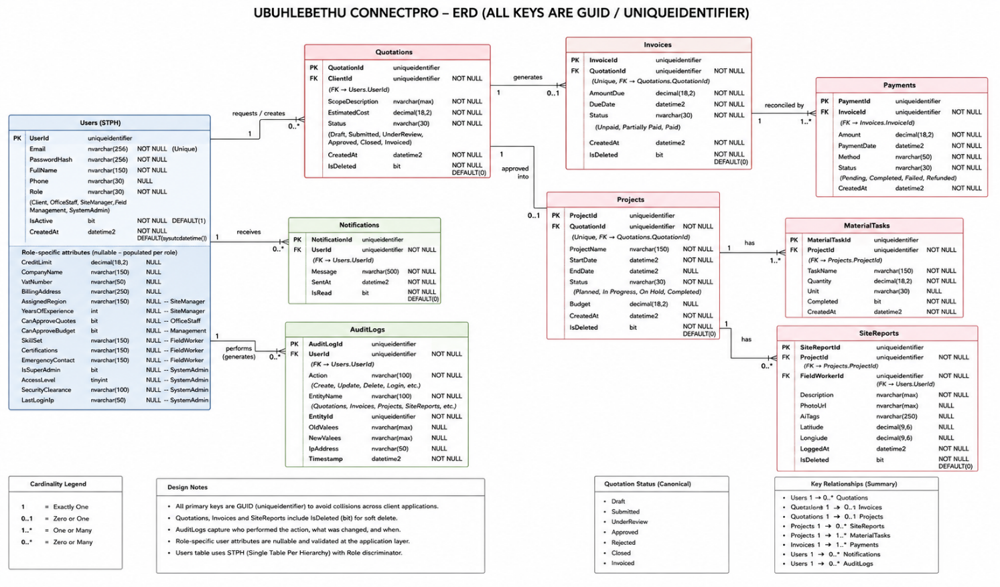 UBUHLEBETHU CONNECTPRO – ERD (ALL KEYS ARE GUID / UNIQUEIDENTIFIER)
Users (STPH)
PK UserId uniqueidentifier
Email nvarchar(256) NOT NULL (Unique)
PasswordHash nvarchar(256) NOT NULL
FullName nvarchar(150) NOT NULL
Phone nvarchar(30) NULL
Role nvarchar(30) NOT NULL
(Client, OfficeStaff, SiteManager, Feid
Management, SystemAdmin)
IsActive bit NOT NULL DEFAULT(1)
CreatedAt datetime2 NOT NULL
DEFAULT(sysutcdatetime())
Role-specific attributes (nullable – populated per role)
CreditLimit decimal(18,2) NULL
CompanyName nvarchar(150) NULL
VatNumber nvarchar(50) NULL
BillingAddress nvarchar(250) NULL
AssignedRegion nvarchar(150) NULL -- SiteManager
YearsOfExperience int NULL -- SiteManager
CanApproveQuotes bit NULL -- OfficeStaff
CanApproveBudget bit NULL -- Management
SkillSet nvarchar(150) NULL -- FieldWorker
Certifications nvarchar(150) NULL -- FieldWorker
EmergencyContact nvarchar(150) NULL -- FieldWorker
IsSuperAdmin bit NULL -- SystemAdmin
AccessLevel tinyint NULL -- SystemAdmin
SecurityClearance nvarchar(100) NULL -- SystemAdmin
LastLoginIp nvarchar(50) NULL -- SystemAdmin
requests / creates
1
0..*
receives
1
0..*
1
performs
(generates)
0..*
Quotations
PK QuotationId uniqueidentifier
FK ClientId uniqueidentifier NOT NULL
(FK → Users.UserId)
ScopeDescription nvarchar(max) NOT NULL
EstimatedCost decimal(18,2) NOT NULL
Status nvarchar(30) NOT NULL
(Draft, Submitted, UnderReview,
Approved, Closed, Invoiced)
CreatedAt datetime2 NOT NULL
IsDeleted bit NOT NULL
DEFAULT(0)
Notifications
PK NotificationId uniqueidentifier
FK UserId uniqueidentifier NOT NULL
(FK → Users.UserId)
Message nvarchar(500) NOT NULL
SentAt datetime2 NOT NULL
IsRead bit NOT NULL
DEFAULT(0)
AuditLogs
PK AuditLogId uniqueidentifier
FK UserId uniqueidentifier NOT NULL
(FK → Users.UserId)
Action nvarchar(100) NOT NULL
(Create, Update, Delete, Login, etc.)
EntityName nvarchar(100) NOT NULL
(Quotations, Invoices, Projects, SiteReports, etc.)
EntityId uniqueidentifier NOT NULL
OldValees nvarchar(max) NULL
NewValees nvarchar(max) NULL
IpAddress nvarchar(50) NULL
Timestamp datetime2 NOT NULL
generates
1
0..1
1
approved
into
0..1
Invoices
PK InvoiceId uniqueidentifier
FK QuotationId uniqueidentifier NOT NULL
(Unique, FK → Quotations.QuotationId)
AmountDue decimal(18,2) NOT NULL
DueDate datetime2 NOT NULL
Status nvarchar(30) NOT NULL
(Unpaid, Partially Paid, Paid)
CreatedAt datetime2 NOT NULL
IsDeleted bit NOT NULL
DEFAULT(0)
reconciled by
1
1..*
Payments
PK PaymentId uniqueidentifier
FK InvoiceId uniqueidentifier NOT NULL
(FK → Invoices.InvoiceId)
Amount decimal(18,2) NOT NULL
PaymentDate datetime2 NOT NULL
Method nvarchar(50) NOT NULL
Status nvarchar(30) NOT NULL
(Pending, Completed, Failed, Refunded)
CreatedAt datetime2 NOT NULL
Projects
PK ProjectId uniqueidentifier
FK QuotationId uniqueidentifier NOT NULL
(Unique, FK → Quotations.QuotationId)
ProjectName nvarchar(150) NOT NULL
StartDate datetime2 NOT NULL
EndDate datetime2 NULL
Status nvarchar(30) NOT NULL
(Planned, In Progress, On Hold, Completed)
Budget decimal(18,2) NULL
CreatedAt datetime2 NOT NULL
IsDeleted bit NOT NULL
DEFAULT(0)
has
1
1..*
1
has
0..*
MaterialTasks
PK MaterialTaskId uniqueidentifier
FK ProjectId uniqueidentifier NOT NULL
(FK → Projects.ProjectId)
TaskName nvarchar(150) NOT NULL
Quantity decimal(18,2) NOT NULL
Unit nvarchar(30) NULL
Completed bit NOT NULL
CreatedAt datetime2 NOT NULL
SiteReports
PK SiteReportId uniqueidentifier
FK ProjectId uniqueidentifier NOT NULL
(FK → Projects.ProjectId)
FK FieldWorkerId uniqueidentifier NOT NULL
(FK → Users.UserId)
Description nvarchar(max) NOT NULL
PhotoUrl nvarchar(max) NULL
AiTags nvarchar(250) NULL
Latiiude decimal(9,6) NULL
Longiude decimal(9,6) NULL
LoggedAt datetime2 NOT NULL
IsDeleted bit NOT NULL
DEFAULT(0)
Cardinality Legend
1 = Exactly One
0..1 = Zero or One
1..* = One or Many
0..* = Zero or Many
Design Notes
• All primary keys are GUID (uniqueidentifier) to avoid collisions across client applications.
• Quotations, Invoices and SiteReports include IsDeleted (bit) for soft delete.
• AuditLogs capture who performed the action, what was changed, and when.
• Role-specific user attributes are nullable and validated at the application layer.
• Users table uses STPH (Single Table Per Hierarchy) with Role discriminator.
Quotation Status (Canonical)
• Draft
• Submitted
• UnderReview
• Approved
• Rejected
• Closed
• Invoiced
Key Relationships (Summary)
• Users 1 → 0..* Quotations
• 1 → 0..1 Invoices
• Quotations 1 → 0..1 Projects
• Projects 1 → 0..* SiteReports
• Projects 1 → 1..* MaterialTasks
• Invoices 1 → 1..* Payments
• Users 1 → 0..* Notifications
• Users 1 → 0..* AuditLogs